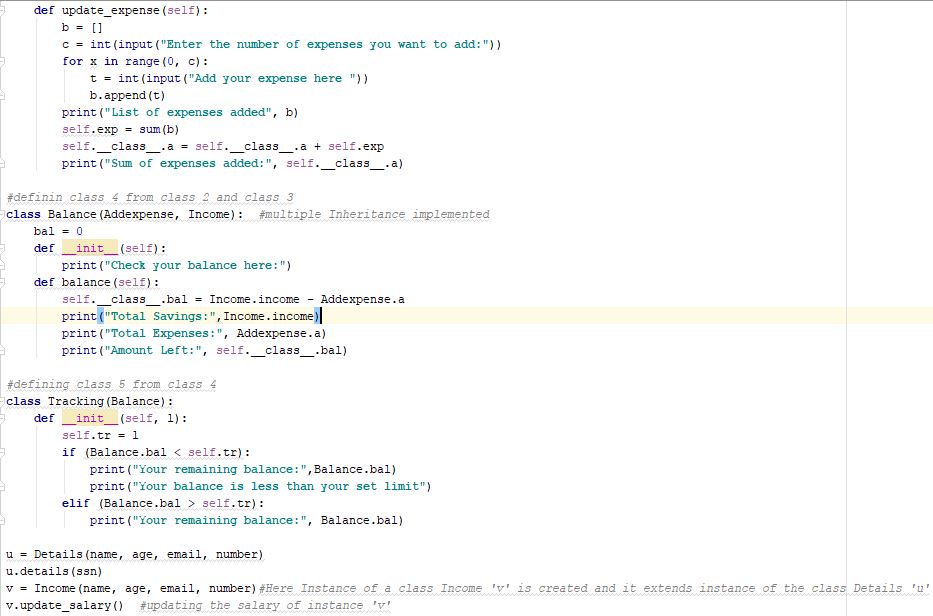 def update_expense(self):
b = []
c = int(input("Enter the number of expenses you want to add:"))
for x in range(0, c):
t = int(input("Add your expense here "))
b.append(t)
print("List of expenses added", b)
self.exp = sum(b)
self.__class__.a = self.__class__.a + self.exp
print("Sum of expenses added:", self.__class__.a)
#definin class 4 from class 2 and class 3
class Balance(Addexpense, Income):  #multiple Inheritance implemented
bal = 0
def __init__(self):
print("Check your balance here:")
def balance(self):
self.__class__.bal = Income.income - Addexpense.a
print("Total Savings:",Income.income)
print("Total Expenses:", Addexpense.a)
print("Amount Left:", self.__class__.bal)
#defining class 5 from class 4
class Tracking(Balance):
def __init__(self, l):
self.tr = l
if (Balance.bal < self.tr):
print("Your remaining balance:",Balance.bal)
print("Your balance is less than your set limit")
elif (Balance.bal > self.tr):
print("Your remaining balance:", Balance.bal)
u = Details(name, age, email, number)
u.details(ssn)
v = Income(name, age, email, number)#Here Instance of a class Income 'v' is created and it extends instance of the class Details 'u'
v.update_salary()  #updating the salary of instance 'v'